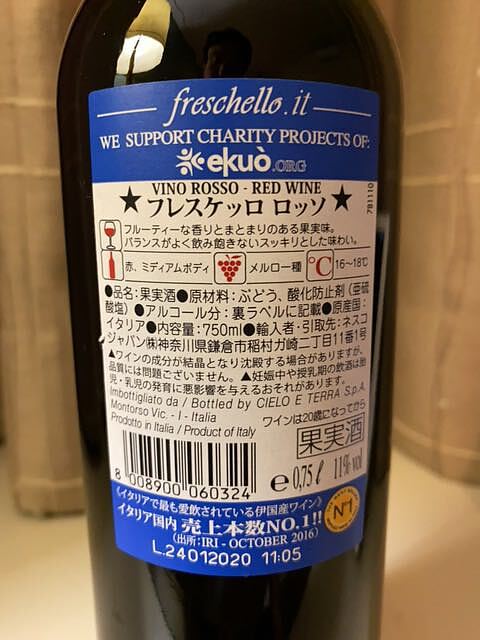 freschello.it
WE SUPPORT CHARITY PROJECTS OF:
ekuò.ORG
VINO ROSSO - RED WINE
★ フレスケッロ ロッソ ★
781110
フルーティーな香りとまとまりのある果実味。
バランスがよく飲み飽きないスッキリとした味わい。
赤、ミディアムボディ メルロー種 ℃ 16～18℃
●品名：果実酒●原材料：ぶどう、酸化防止剤（亜硫
酸塩）●アルコール分：裏ラベルに記載●原産国：
イタリア●内容量：750ml●輸入者・引取先：ネスコ
ジャパン㈱神奈川県鎌倉市稲村ガ崎二丁目11番1号
▲ワインの成分が結晶となり沈殿する場合がありますが、
品質には問題ございません。▲妊娠中や授乳期の飲酒は胎
児・乳児の発育に悪影響を与えるおそれがあります。
Imbottigliato da / Bottled by CIELO E TERRA S.p.A.
Montorso Vic. - I - Italia
Prodotto in Italia / Product of Italy
ワインは20歳になってから
果実酒
8 008900 060324
e 0,75 ℓ 11% vol
《イタリアで最も愛飲されている伊国産ワイン》
イタリア国内 売上本数NO.1!!
（出所：IRI - OCTOBER 2016）
N°1
L.24012020 11:05